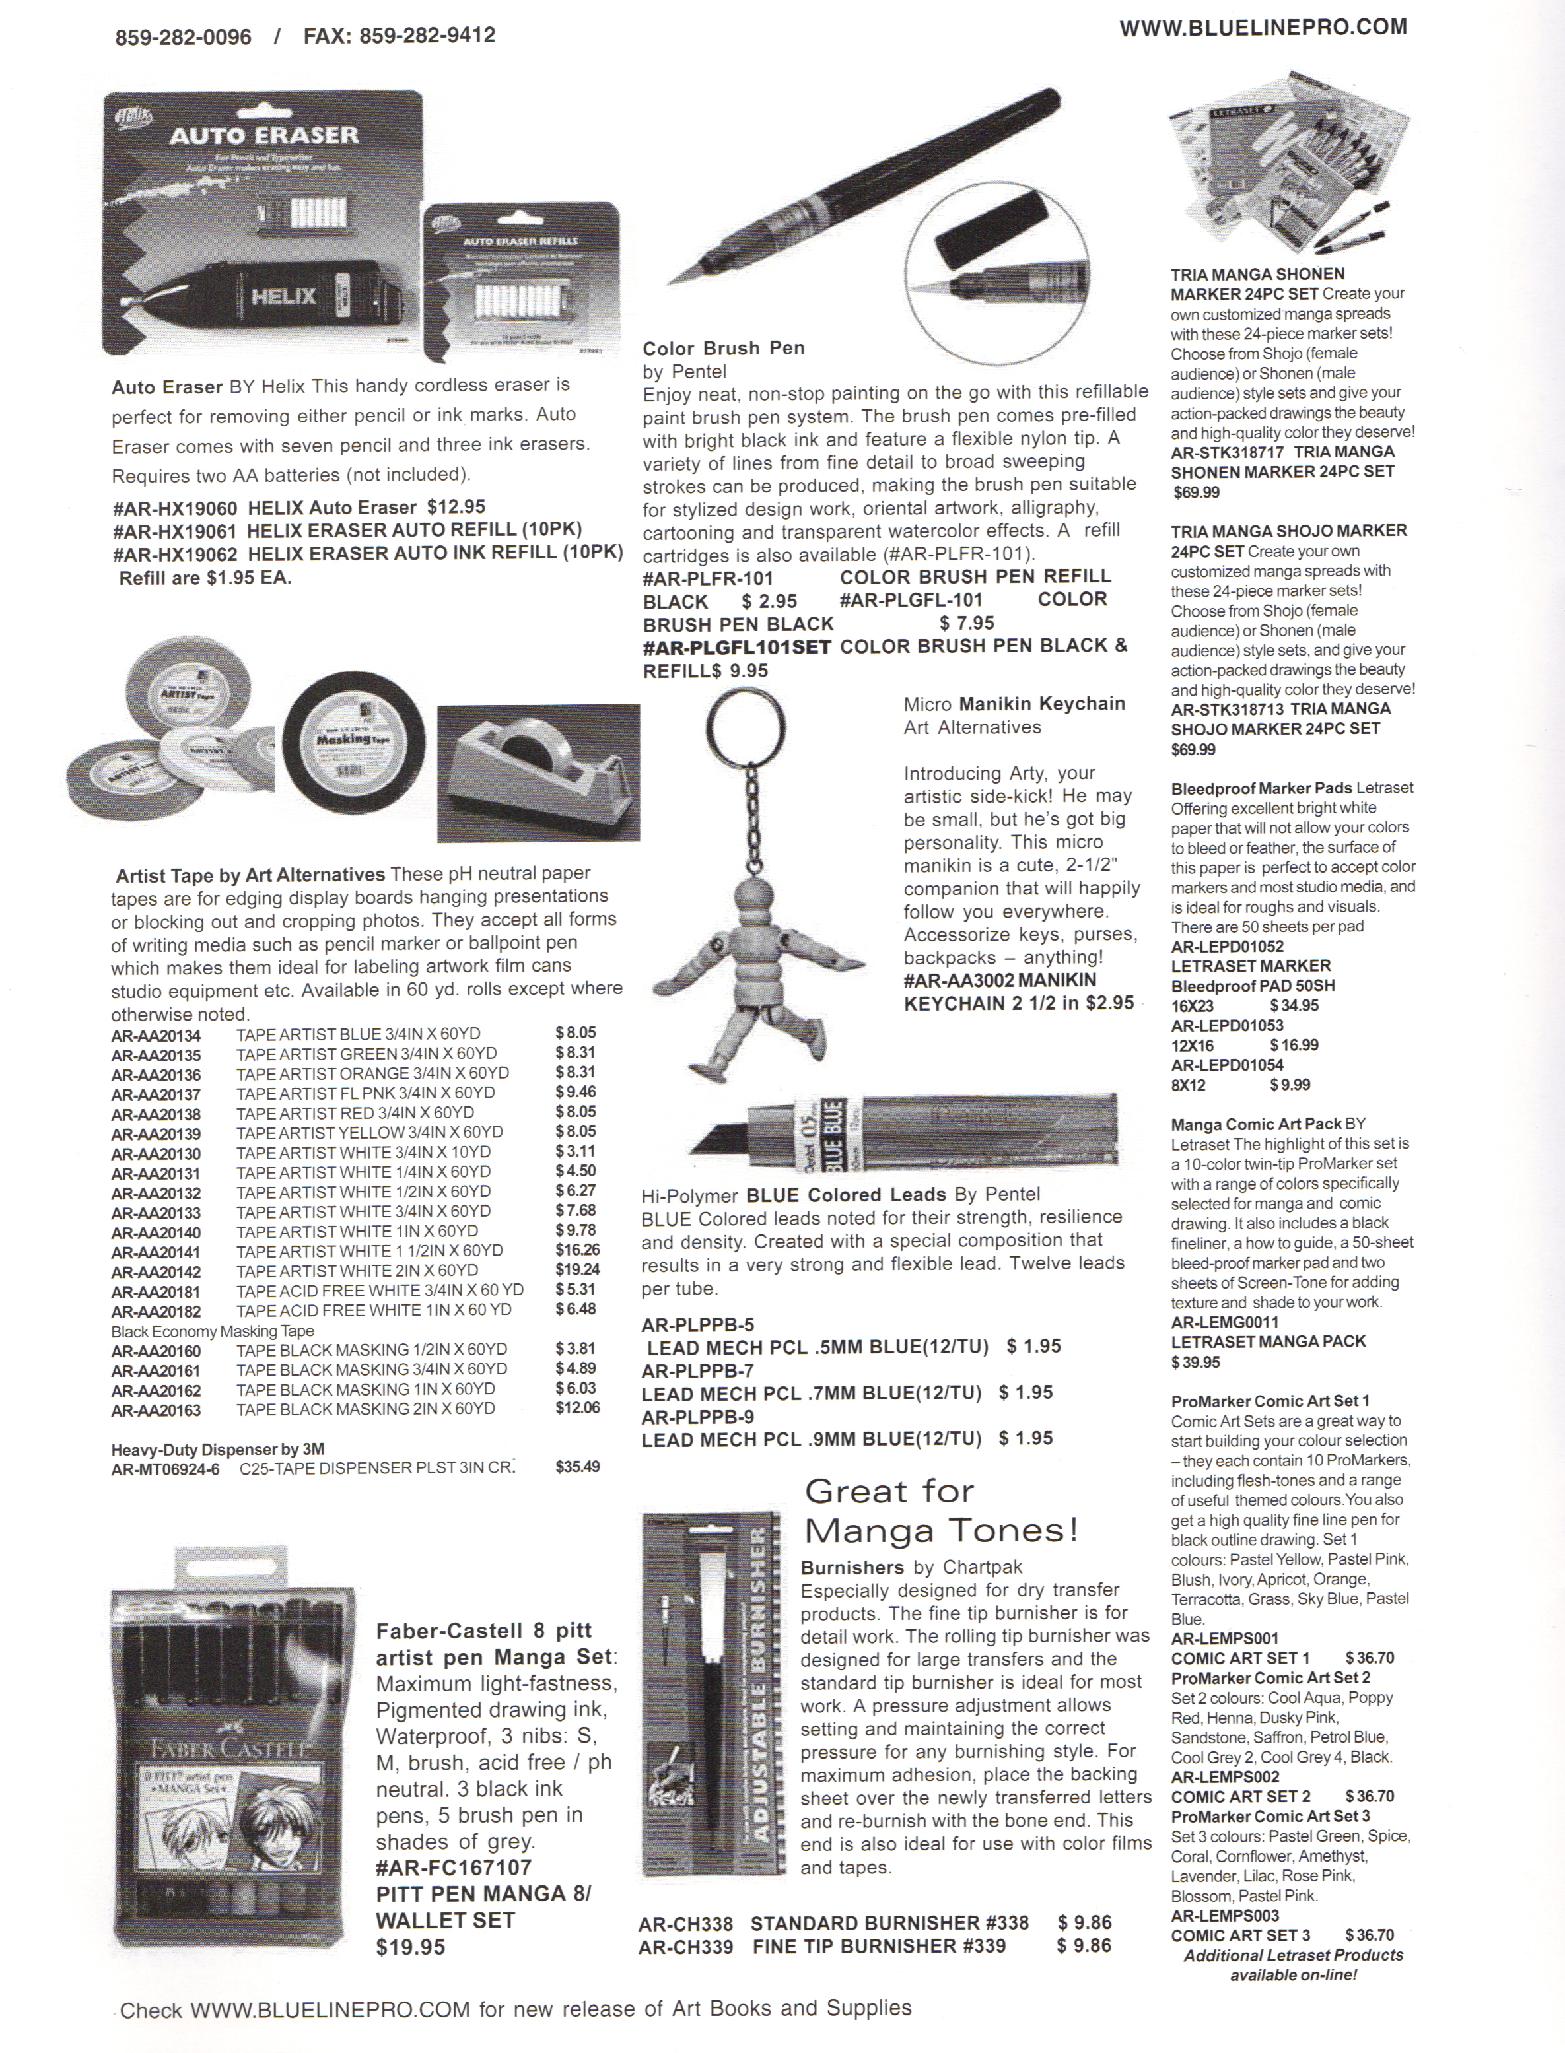 859-282-0096 / FAX: 859-282-9412
WWW.BLUELINEPRO.COM
Helix
AUTO ERASER
For Pencil and Typewriter
HELIX
Helix
AUTO ERASER REFILLS
Auto Eraser BY Helix This handy cordless eraser is
perfect for removing either pencil or ink marks. Auto
Eraser comes with seven pencil and three ink erasers.
Requires two AA batteries (not included).
#AR-HX19060 HELIX Auto Eraser $12.95
#AR-HX19061 HELIX ERASER AUTO REFILL (10PK)
#AR-HX19062 HELIX ERASER AUTO INK REFILL (10PK)
Refill are $1.95 EA.
ARTIST Tape
Masking Tape
Artist Tape by Art Alternatives These pH neutral paper
tapes are for edging display boards hanging presentations
or blocking out and cropping photos. They accept all forms
of writing media such as pencil marker or ballpoint pen
which makes them ideal for labeling artwork film cans
studio equipment etc. Available in 60 yd. rolls except where
otherwise noted.
AR-AA20134 TAPE ARTIST BLUE 3/4IN X 60YD $8.05
AR-AA20135 TAPE ARTIST GREEN 3/4IN X 60YD $8.31
AR-AA20136 TAPE ARTIST ORANGE 3/4IN X 60YD $8.31
AR-AA20137 TAPE ARTIST FL PNK 3/4IN X 60YD $9.46
AR-AA20138 TAPE ARTIST RED 3/4IN X 60YD $8.05
AR-AA20139 TAPE ARTIST YELLOW 3/4IN X 60YD $8.05
AR-AA20130 TAPE ARTIST WHITE 3/4IN X 10YD $3.11
AR-AA20131 TAPE ARTIST WHITE 1/4IN X 60YD $4.50
AR-AA20132 TAPE ARTIST WHITE 1/2IN X 60YD $6.27
AR-AA20133 TAPE ARTIST WHITE 3/4IN X 60YD $7.68
AR-AA20140 TAPE ARTIST WHITE 1IN X 60YD $9.78
AR-AA20141 TAPE ARTIST WHITE 1 1/2IN X 60YD $16.26
AR-AA20142 TAPE ARTIST WHITE 2IN X 60YD $19.24
AR-AA20181 TAPE ACID FREE WHITE 3/4IN X 60 YD $5.31
AR-AA20182 TAPE ACID FREE WHITE 1IN X 60 YD $6.48
Black Economy Masking Tape
AR-AA20160 TAPE BLACK MASKING 1/2IN X 60YD $3.81
AR-AA20161 TAPE BLACK MASKING 3/4IN X 60YD $4.89
AR-AA20162 TAPE BLACK MASKING 1IN X 60YD $6.03
AR-AA20163 TAPE BLACK MASKING 2IN X 60YD $12.06
Heavy-Duty Dispenser by 3M
AR-MT06924-6 C25-TAPE DISPENSER PLST 3IN CR. $35.49
FABER-CASTELL
8 PITT artist pen
MANGA Set
Faber-Castell 8 pitt
artist pen Manga Set:
Maximum light-fastness,
Pigmented drawing ink,
Waterproof, 3 nibs: S,
M, brush, acid free / ph
neutral. 3 black ink
pens, 5 brush pen in
shades of grey.
#AR-FC167107
PITT PEN MANGA 8/
WALLET SET
$19.95
Color Brush Pen
by Pentel
Enjoy neat, non-stop painting on the go with this refillable
paint brush pen system. The brush pen comes pre-filled
with bright black ink and feature a flexible nylon tip. A
variety of lines from fine detail to broad sweeping
strokes can be produced, making the brush pen suitable
for stylized design work, oriental artwork, alligraphy,
cartooning and transparent watercolor effects. A refill
cartridges is also available (#AR-PLFR-101).
#AR-PLFR-101 COLOR BRUSH PEN REFILL
BLACK $ 2.95 #AR-PLGFL-101 COLOR
BRUSH PEN BLACK $ 7.95
#AR-PLGFL101SET COLOR BRUSH PEN BLACK &
REFILL$ 9.95
Micro Manikin Keychain
Art Alternatives
Introducing Arty, your
artistic side-kick! He may
be small, but he's got big
personality. This micro
manikin is a cute, 2-1/2"
companion that will happily
follow you everywhere.
Accessorize keys, purses,
backpacks – anything!
#AR-AA3002 MANIKIN
KEYCHAIN 2 1/2 in $2.95
Pentel 0.5 BLUE BLUE
Hi-Polymer BLUE Colored Leads By Pentel
BLUE Colored leads noted for their strength, resilience
and density. Created with a special composition that
results in a very strong and flexible lead. Twelve leads
per tube.
AR-PLPPB-5
LEAD MECH PCL .5MM BLUE(12/TU) $ 1.95
AR-PLPPB-7
LEAD MECH PCL .7MM BLUE(12/TU) $ 1.95
AR-PLPPB-9
LEAD MECH PCL .9MM BLUE(12/TU) $ 1.95
Great for
Manga Tones!
ADJUSTABLE BURNISHER
Burnishers by Chartpak
Especially designed for dry transfer
products. The fine tip burnisher is for
detail work. The rolling tip burnisher was
designed for large transfers and the
standard tip burnisher is ideal for most
work. A pressure adjustment allows
setting and maintaining the correct
pressure for any burnishing style. For
maximum adhesion, place the backing
sheet over the newly transferred letters
and re-burnish with the bone end. This
end is also ideal for use with color films
and tapes.
AR-CH338 STANDARD BURNISHER #338 $ 9.86
AR-CH339 FINE TIP BURNISHER #339 $ 9.86
LETRASET
TRIA MANGA SHONEN
MARKER 24PC SET Create your
own customized manga spreads
with these 24-piece marker sets!
Choose from Shojo (female
audience) or Shonen (male
audience) style sets and give your
action-packed drawings the beauty
and high-quality color they deserve!
AR-STK318717 TRIA MANGA
SHONEN MARKER 24PC SET
$69.99
TRIA MANGA SHOJO MARKER
24PC SET Create your own
customized manga spreads with
these 24-piece marker sets!
Choose from Shojo (female
audience) or Shonen (male
audience) style sets, and give your
action-packed drawings the beauty
and high-quality color they deserve!
AR-STK318713 TRIA MANGA
SHOJO MARKER 24PC SET
$69.99
Bleedproof Marker Pads Letraset
Offering excellent bright white
paper that will not allow your colors
to bleed or feather, the surface of
this paper is perfect to accept color
markers and most studio media, and
is ideal for roughs and visuals.
There are 50 sheets per pad
AR-LEPD01052
LETRASET MARKER
Bleedproof PAD 50SH
16X23 $34.95
AR-LEPD01053
12X16 $16.99
AR-LEPD01054
8X12 $9.99
Manga Comic Art Pack BY
Letraset The highlight of this set is
a 10-color twin-tip ProMarker set
with a range of colors specifically
selected for manga and comic
drawing. It also includes a black
fineliner, a how to guide, a 50-sheet
bleed-proof marker pad and two
sheets of Screen-Tone for adding
texture and shade to your work.
AR-LEMG0011
LETRASET MANGA PACK
$39.95
ProMarker Comic Art Set 1
Comic Art Sets are a great way to
start building your colour selection
– they each contain 10 ProMarkers,
including flesh-tones and a range
of useful themed colours. You also
get a high quality fine line pen for
black outline drawing. Set 1
colours: Pastel Yellow, Pastel Pink,
Blush, Ivory, Apricot, Orange,
Terracotta, Grass, Sky Blue, Pastel
Blue.
AR-LEMPS001
COMIC ART SET 1 $36.70
ProMarker Comic Art Set 2
Set 2 colours: Cool Aqua, Poppy
Red, Henna, Dusky Pink,
Sandstone, Saffron, Petrol Blue,
Cool Grey 2, Cool Grey 4, Black.
AR-LEMPS002
COMIC ART SET 2 $36.70
ProMarker Comic Art Set 3
Set 3 colours: Pastel Green, Spice,
Coral, Cornflower, Amethyst,
Lavender, Lilac, Rose Pink,
Blossom, Pastel Pink.
AR-LEMPS003
COMIC ART SET 3 $36.70
Additional Letraset Products
available on-line!
Check WWW.BLUELINEPRO.COM for new release of Art Books and Supplies